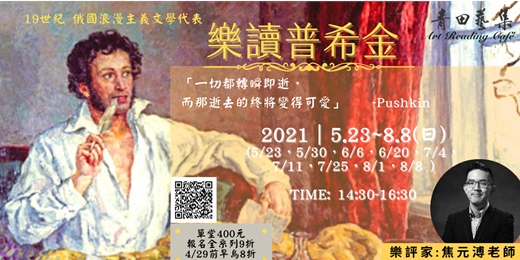 19世紀 俄國浪漫主義文學代表
青田藝集
Art Reading Café
樂讀普希金
「一切都轉瞬即逝，
而那逝去的終將變得可愛」 -Pushkin
2021｜5.23~8.8(日)
(5/23、5/30、6/6、6/20、7/4
7/11、7/25、8/1、8/8 )
TIME: 14:30-16:30
單堂400元
報名全系列9折
4/29前早鳥8折
樂評家:焦元溥老師